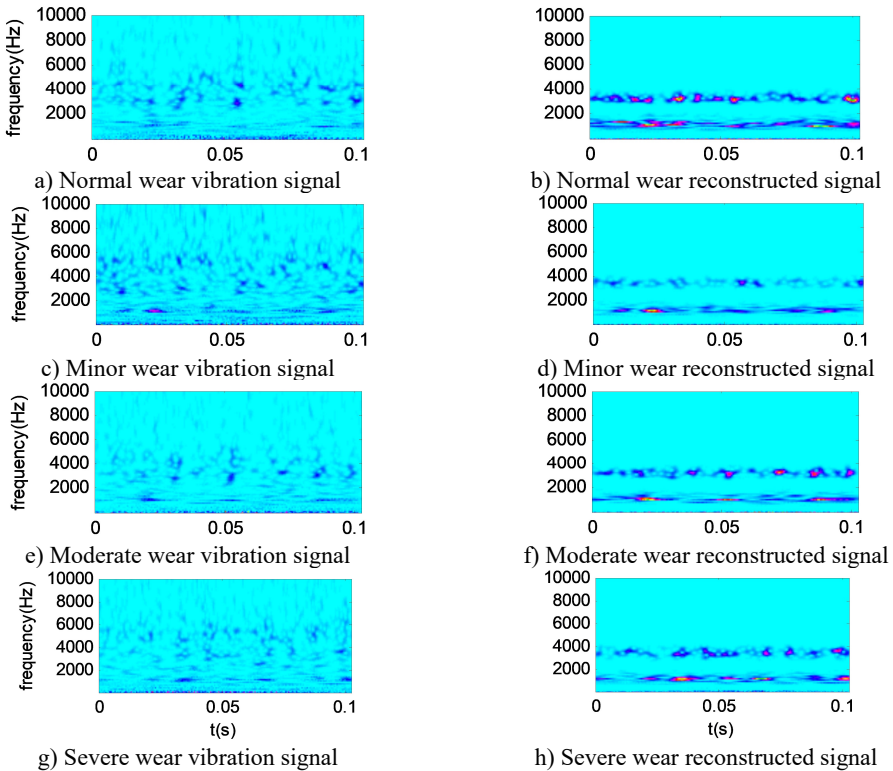 frequency(Hz)
10000
8000
6000
4000
2000
0 0.05 0.1
a) Normal wear vibration signal
10000
8000
6000
4000
2000
0 0.05 0.1
b) Normal wear reconstructed signal
frequency(Hz)
10000
8000
6000
4000
2000
0 0.05 0.1
c) Minor wear vibration signal
10000
8000
6000
4000
2000
0 0.05 0.1
d) Minor wear reconstructed signal
frequency(Hz)
10000
8000
6000
4000
2000
0 0.05 0.1
e) Moderate wear vibration signal
10000
8000
6000
4000
2000
0 0.05 0.1
f) Moderate wear reconstructed signal
frequency(Hz)
10000
8000
6000
4000
2000
0 0.05 0.1
t(s)
g) Severe wear vibration signal
10000
8000
6000
4000
2000
0 0.05 0.1
t(s)
h) Severe wear reconstructed signal